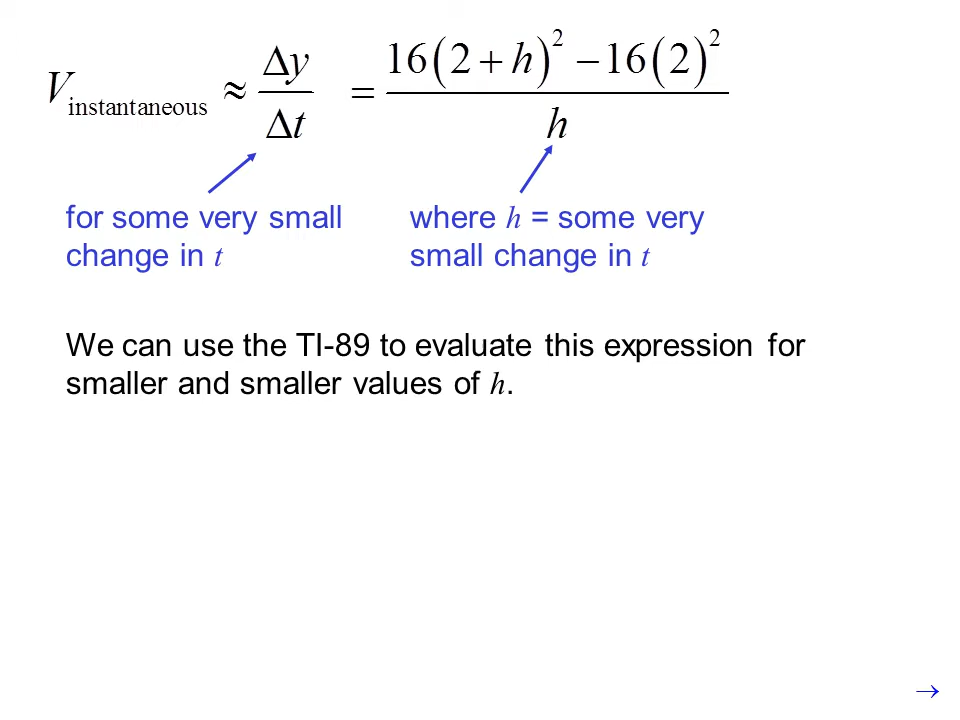 V instantaneous ≈ Δy/Δt = (16(2+h)² − 16(2)²)/h
for some very small where h = some very
change in t small change in t
We can use the TI-89 to evaluate this expression for
smaller and smaller values of h.
→